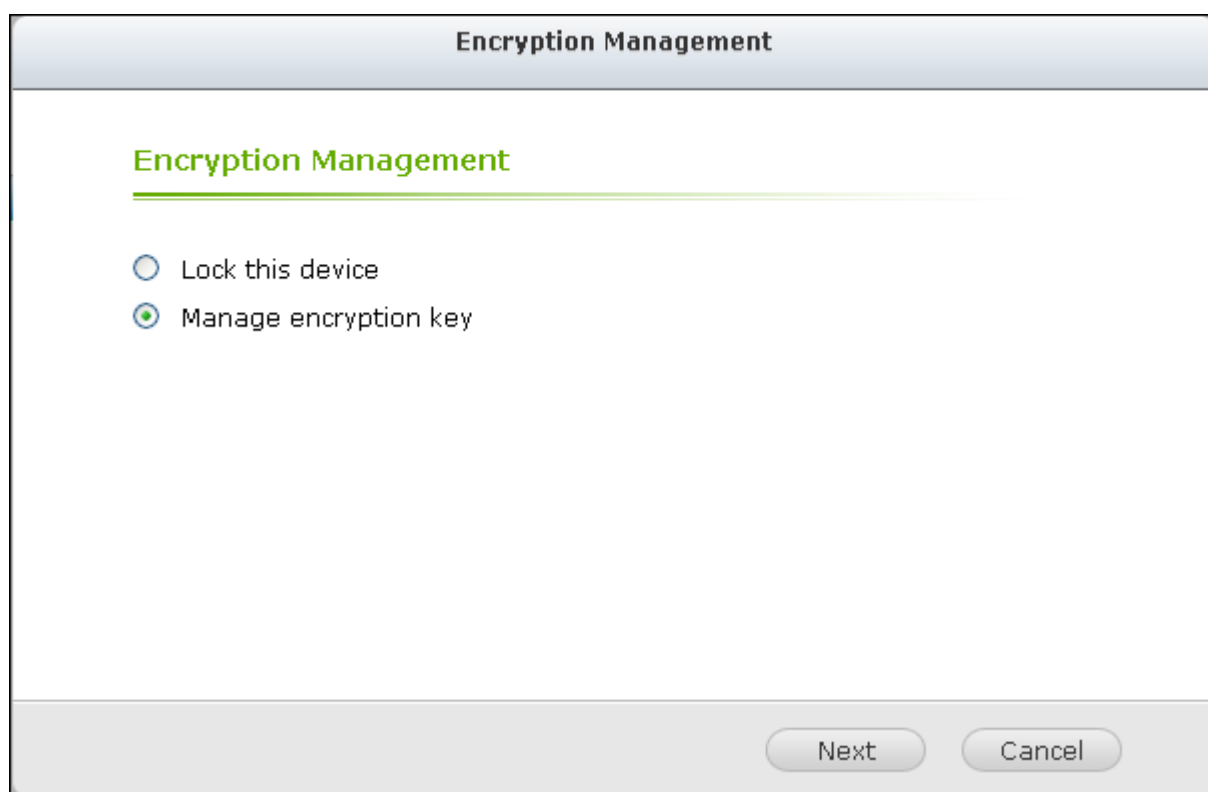 Encryption Management
Encryption Management
Lock this device
Manage encryption key
Next Cancel